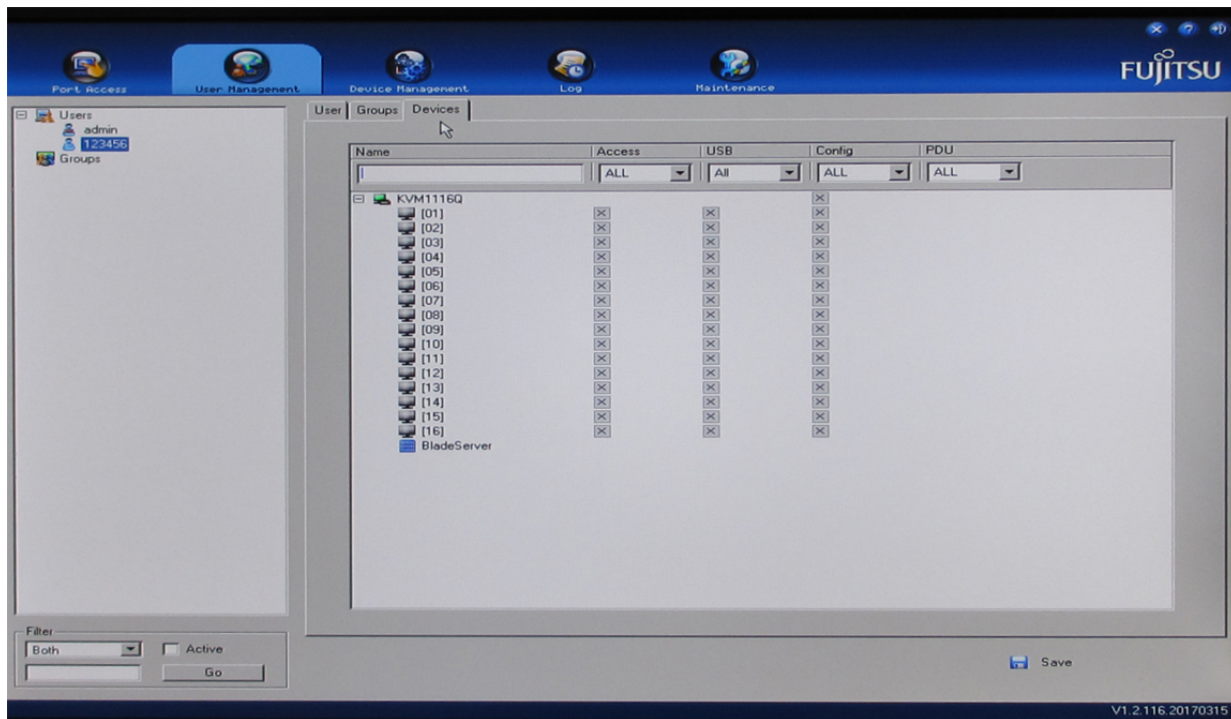 FUJITSU
Port Access User Management Device Management Log Maintenance
Users
admin
123456
Groups
User Groups Devices
Name Access USB Config PDU
ALL All ALL ALL
KVM1116Q
[01]
[02]
[03]
[04]
[05]
[06]
[07]
[08]
[09]
[10]
[11]
[12]
[13]
[14]
[15]
[16]
BladeServer
Filter
Both Active
Go
Save
V1.2.116.20170315